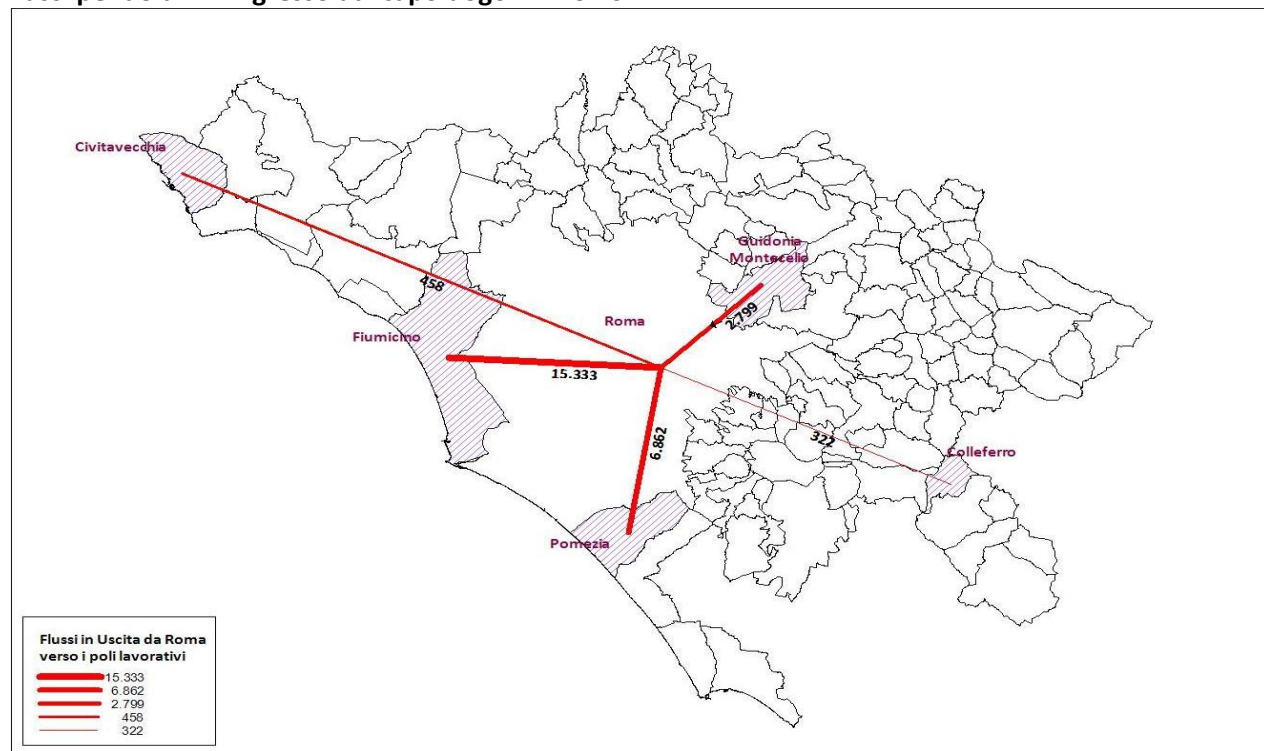 Civitavecchia
Guidonia
Montecelio
458
2.799
Roma
Fiumicino
15.333
6.862
322
Colleferro
Pomezia
Flussi in Uscita da Roma
verso i poli lavorativi
15.333
6.862
2.799
458
322